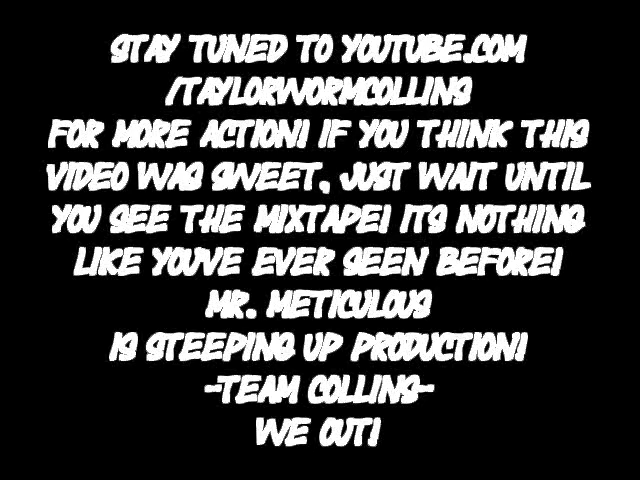 STAY TUNED TO YOUTUBE.COM
/TAYLORWORMCOLLINS
FOR MORE ACTION! IF YOU THINK THIS
VIDEO WAS SWEET, JUST WAIT UNTIL
YOU SEE THE MIXTAPE! ITS NOTHING
LIKE YOUVE EVER SEEN BEFORE!
MR. METICULOUS
IS STEEPING UP PRODUCTION!
-TEAM COLLINS-
WE OUT!